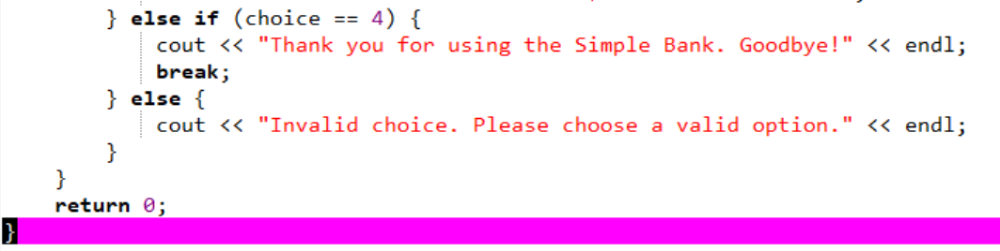 } else if (choice == 4) {
cout << "Thank you for using the Simple Bank. Goodbye!" << endl;
break;
} else {
cout << "Invalid choice. Please choose a valid option." << endl;
}
}
return 0;
}